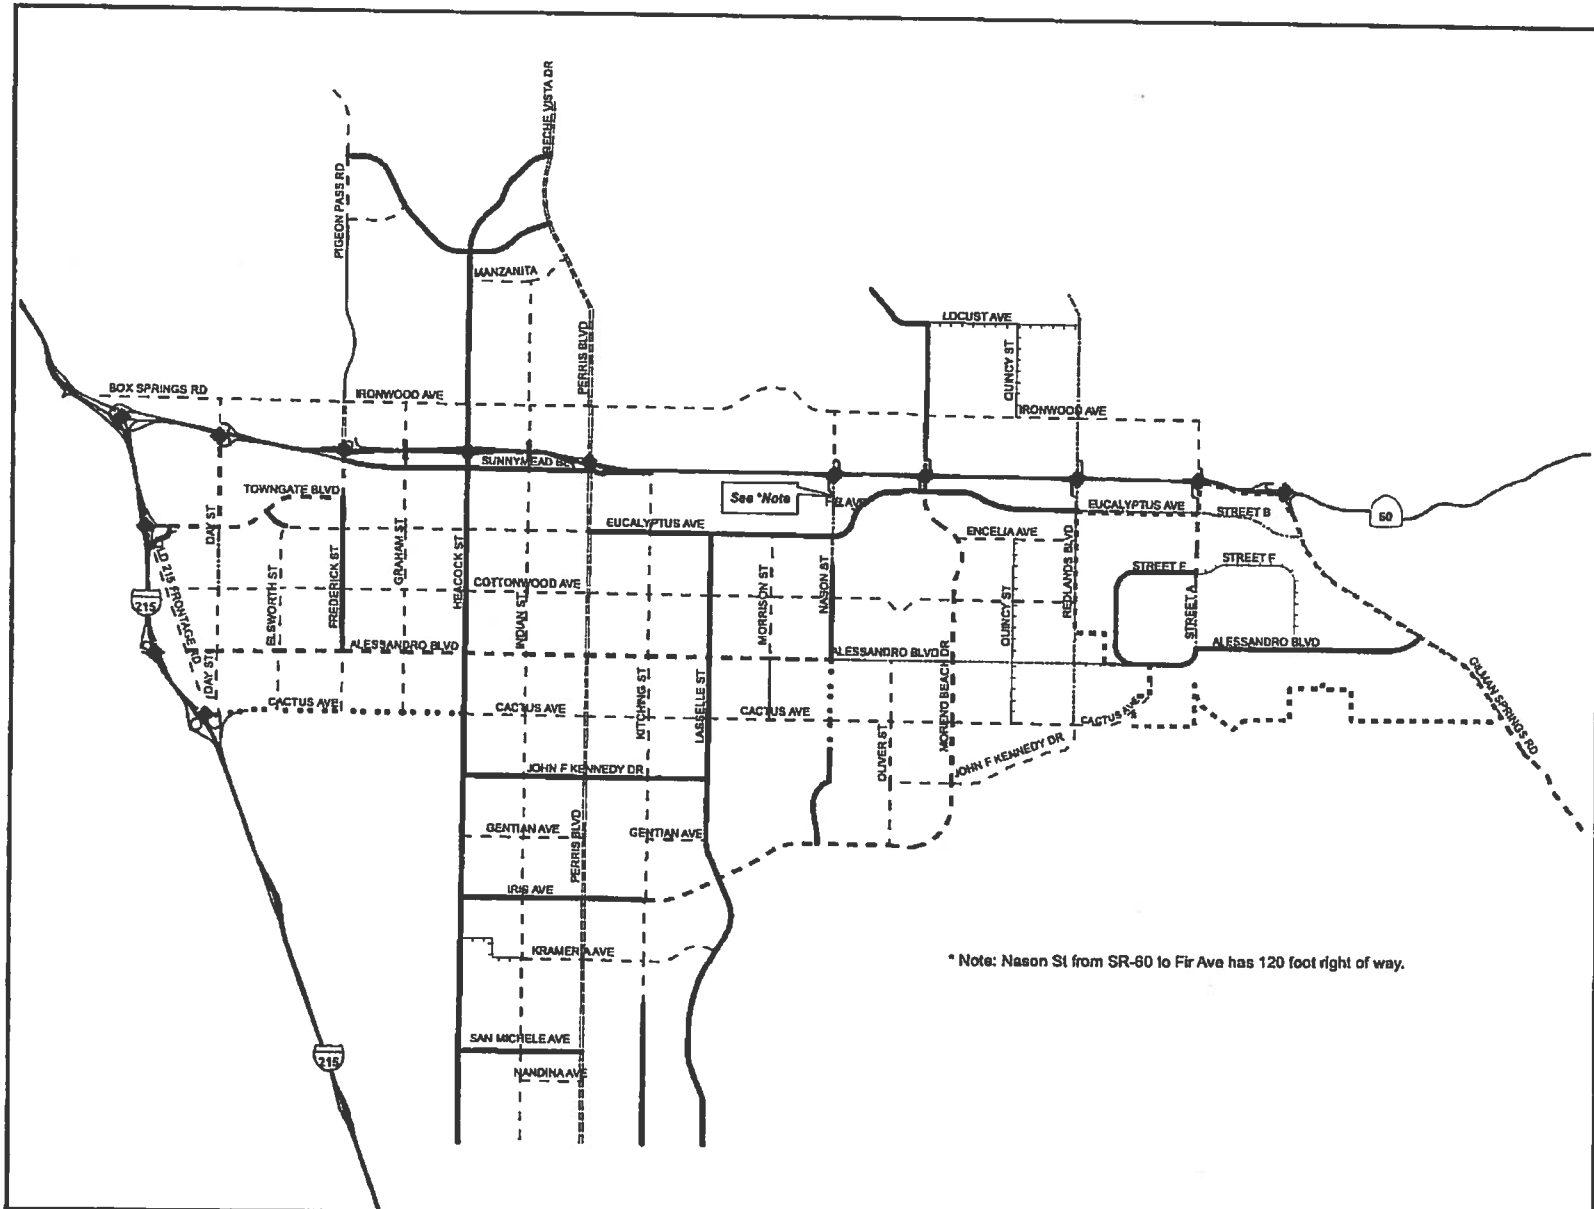 RECHE VISTA DR
PIGEON PASS RD
MANZANITA
PERRIS BLVD
LOCUST AVE
QUINCY ST
BOX SPRINGS RD
IRONWOOD AVE
IRONWOOD AVE
SUNNYMEAD BL
TOWNGATE BLVD
See *Note
EUCALYPTUS AVE
EUCALYPTUS AVE
STREET B
60
DAY ST
ENCELIA AVE
OLD 215 FRONTAGE RD
ELSWORTH ST
FREDERICK ST
GRAHAM ST
HEACOCK ST
COTTONWOOD AVE
INDIAN ST
MORRISON ST
NASON ST
QUINCY ST
REDLANDS BLVD
STREET F
STREET F
STREET A
215
ALESSANDRO BLVD
ALESSANDRO BLVD
ALESSANDRO BLVD
DAY ST
KITCHING ST
LASSELLE ST
MORENO BEACH DR
GILMAN SPRINGS RD
CACTUS AVE
CACTUS AVE
CACTUS AVE
CACTUS AVE
OLIVER ST
JOHN F KENNEDY DR
JOHN F KENNEDY DR
GENTIAN AVE
GENTIAN AVE
PERRIS BLVD
IRIS AVE
KRAMERIA AVE
* Note: Nason St from SR-60 to Fir Ave has 120 foot right of way.
SAN MICHELE AVE
215
NANDINA AVE